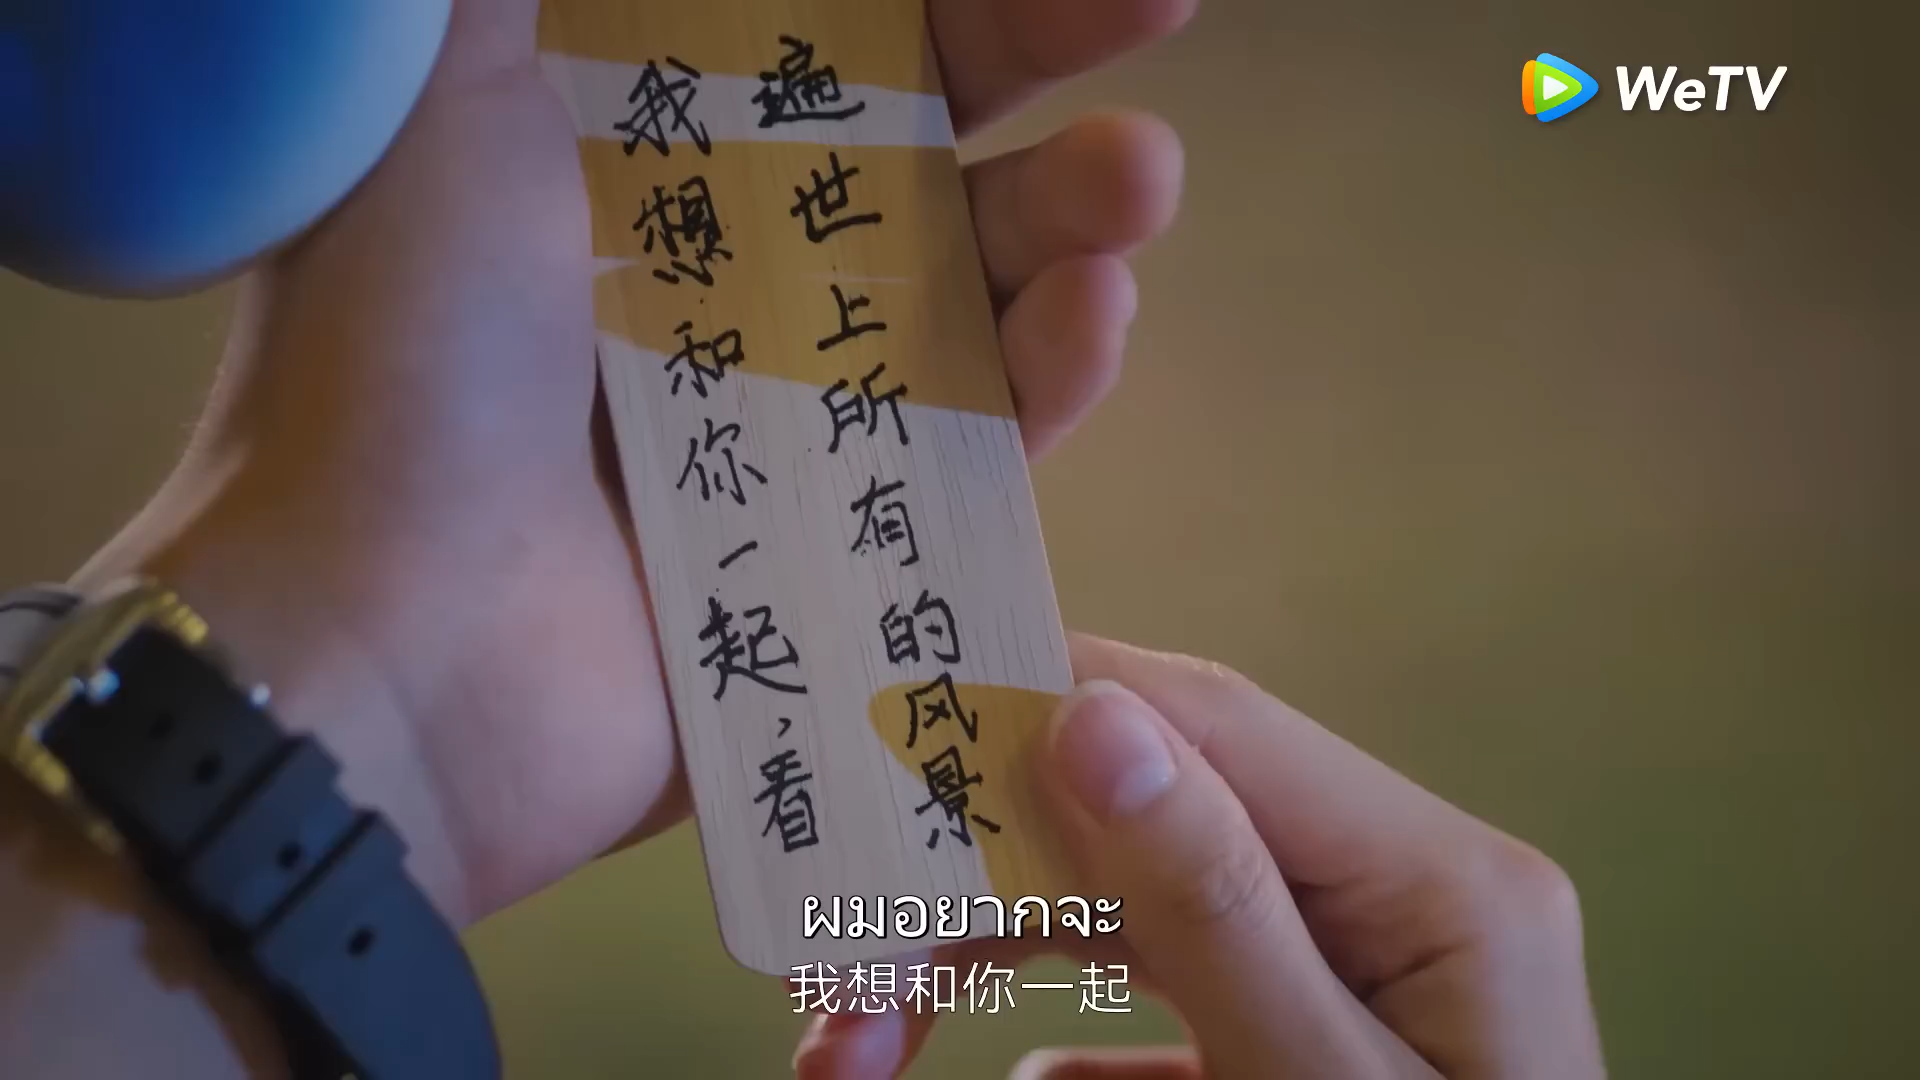 WeTV
我想和你一起，看
遍世上所有的风景
ผมอยากจะ
我想和你一起